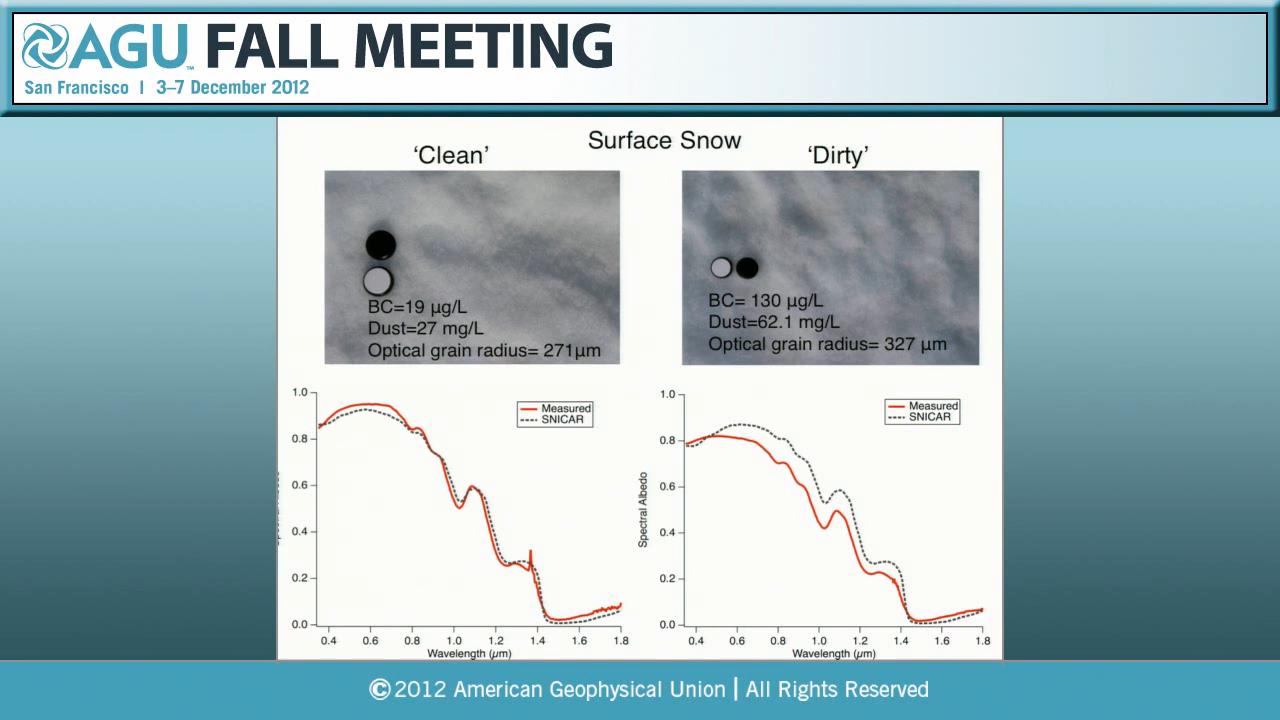 AGU™ FALL MEETING
San Francisco | 3–7 December 2012
Surface Snow
‘Clean’
‘Dirty’
BC=19 µg/L
Dust=27 mg/L
Optical grain radius= 271µm
BC= 130 µg/L
Dust=62.1 mg/L
Optical grain radius= 327 µm
1.0
0.8
0.6
0.4
0.2
0.0
Measured
SNICAR
0.4 0.6 0.8 1.0 1.2 1.4 1.6 1.8
Wavelength (µm)
Spectral Albedo
1.0
0.8
0.6
0.4
0.2
0.0
Measured
SNICAR
0.4 0.6 0.8 1.0 1.2 1.4 1.6 1.8
Wavelength (µm)
©2012 American Geophysical Union | All Rights Reserved